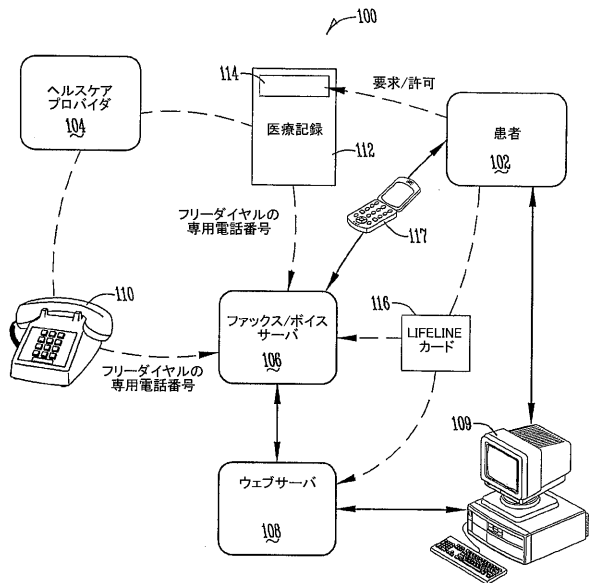 100
ヘルスケア
プロバイダ
104
114
医療記録
112
要求/許可
患者
102
117
フリーダイヤルの
専用電話番号
110
フリーダイヤルの
専用電話番号
ファックス/ボイス
サーバ
106
116
LIFELINE
カード
109
ウェブサーバ
108